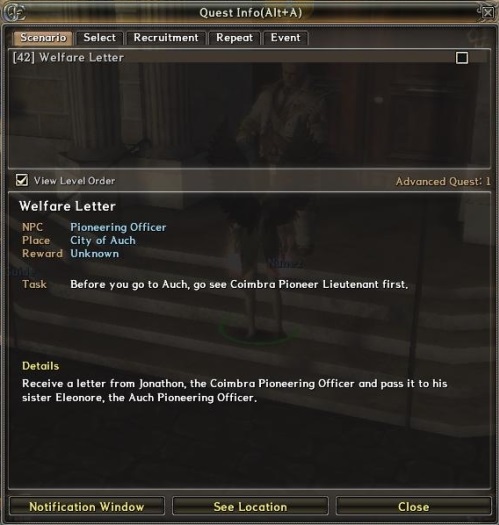 Quest Info(Alt+A)
Scenario Select Recruitment Repeat Event
[42] Welfare Letter
View Level Order Advanced Quest: 1
Welfare Letter
NPC Pioneering Officer
Place City of Auch
Reward Unknown
Task Before you go to Auch, go see Coimbra Pioneer Lieutenant first.
Details
Receive a letter from Jonathon, the Coimbra Pioneering Officer and pass it to his
sister Eleonore, the Auch Pioneering Officer.
Notification Window See Location Close